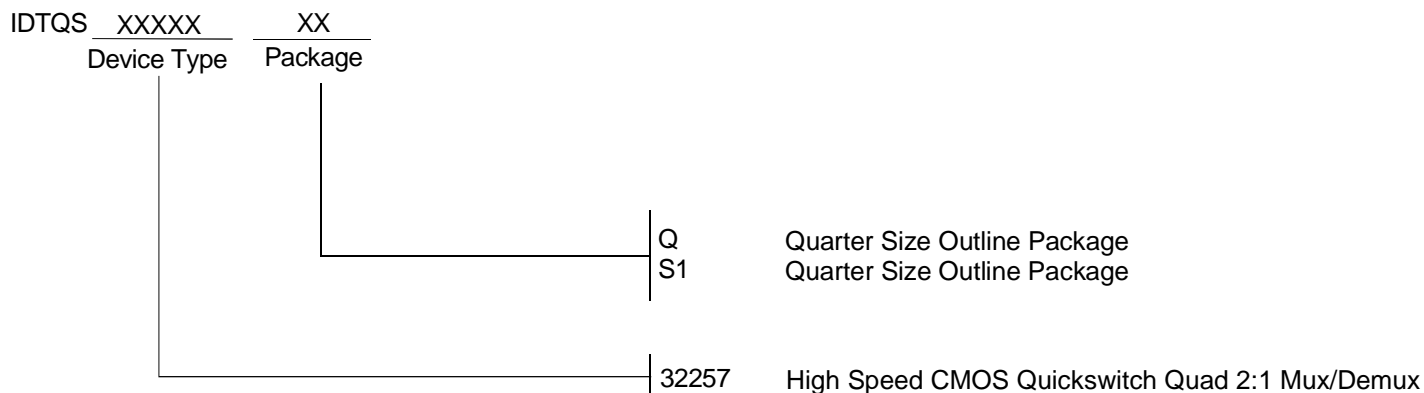 IDTQS XXXXX XX
Device Type Package
Q Quarter Size Outline Package
S1 Quarter Size Outline Package
32257 High Speed CMOS Quickswitch Quad 2:1 Mux/Demux